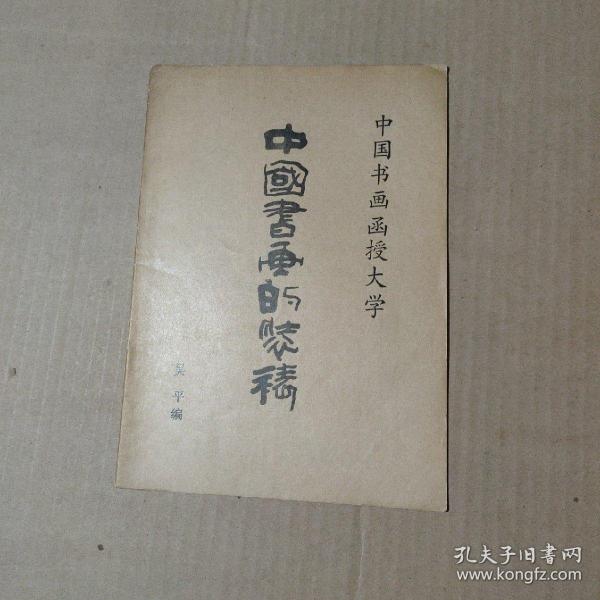 中国书画函授大学
中國書画的装裱
吴平编
孔夫子旧书网
www.kongfz.com